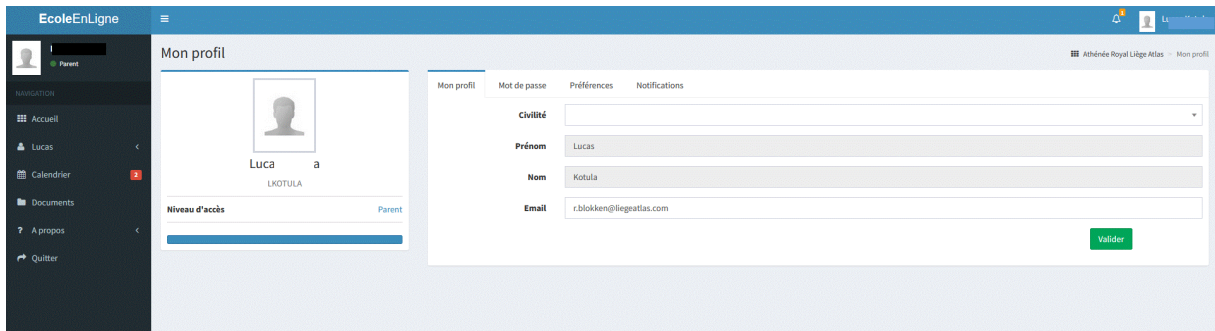 EcoleEnLigne
1
Parent
NAVIGATION
Accueil
Lucas
Calendrier 2
Documents
? A propos
Quitter
Mon profil
Athénée Royal Liège Atlas > Mon profil
Luca a
LKOTULA
Niveau d'accès Parent
Mon profil Mot de passe Préférences Notifications
Civilité
Prénom Lucas
Nom Kotula
Email r.blokken@liegeatlas.com
Valider